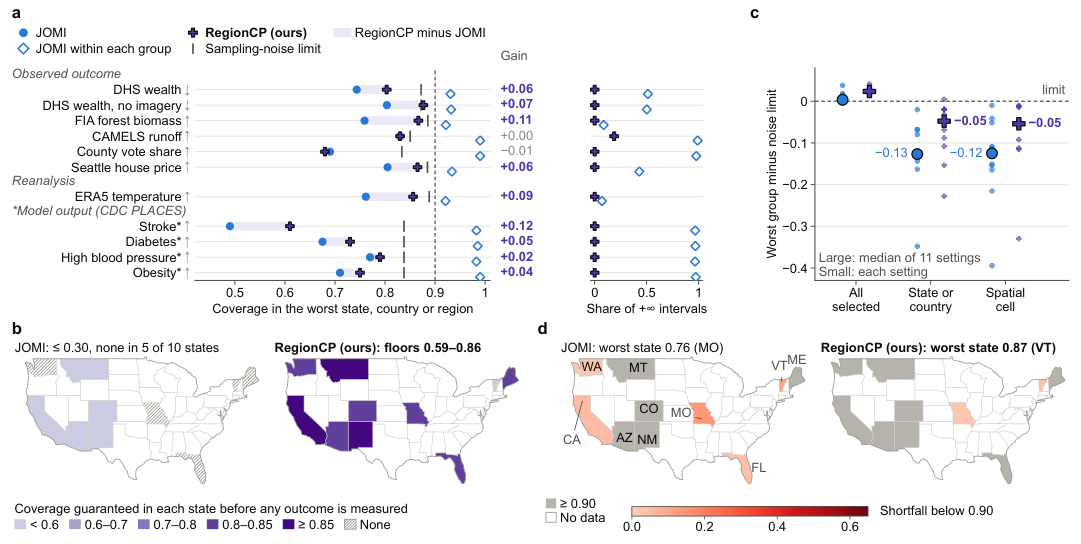 a
JOMI
RegionCP (ours)
RegionCP minus JOMI
JOMI within each group
Sampling-noise limit
Gain
Observed outcome
DHS wealth ↓ +0.06
DHS wealth, no imagery ↓ +0.07
FIA forest biomass ↑ +0.11
CAMELS runoff ↑ +0.00
County vote share ↑ −0.01
Seattle house price ↑ +0.06
Reanalysis
ERA5 temperature ↑ +0.09
*Model output (CDC PLACES)
Stroke* ↑ +0.12
Diabetes* ↑ +0.05
High blood pressure* ↑ +0.02
Obesity* ↑ +0.04
0.5 0.6 0.7 0.8 0.9 1
Coverage in the worst state, country or region
0 0.5 1
Share of +∞ intervals
c
Worst group minus noise limit
0
−0.1
−0.2
−0.3
−0.4
limit
−0.13
−0.05
−0.12
−0.05
Large: median of 11 settings
Small: each setting
All selected
State or country
Spatial cell
b
JOMI: ≤ 0.30, none in 5 of 10 states
RegionCP (ours): floors 0.59–0.86
Coverage guaranteed in each state before any outcome is measured
< 0.6 0.6–0.7 0.7–0.8 0.8–0.85 ≥ 0.85 None
d
JOMI: worst state 0.76 (MO)
RegionCP (ours): worst state 0.87 (VT)
WA
MT
VT
ME
CO
MO
CA
AZ
NM
FL
≥ 0.90
No data
Shortfall below 0.90
0.0 0.2 0.4 0.6